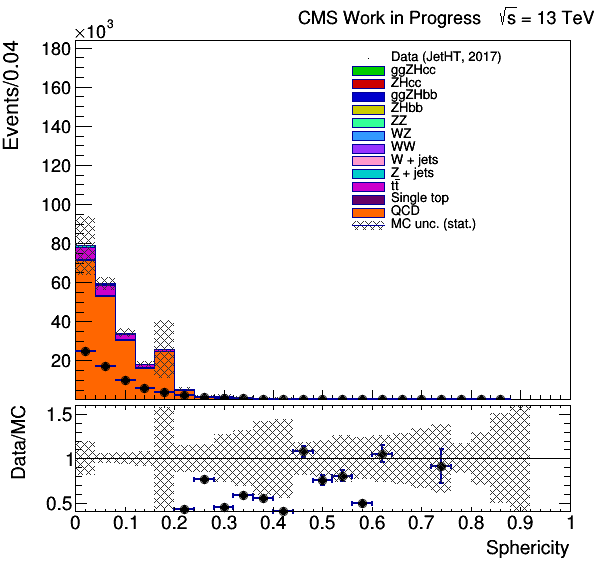 CMS Work in Progress √s = 13 TeV
×10³
Events/0.04
180
160
140
120
100
80
60
40
20
Data (JetHT, 2017)
ggZHcc
ZHcc
ggZHbb
ZHbb
ZZ
WZ
WW
W + jets
Z + jets
tt̄
Single top
QCD
MC unc. (stat.)
Data/MC
1.5
1
0.5
0 0.1 0.2 0.3 0.4 0.5 0.6 0.7 0.8 0.9 1
Sphericity